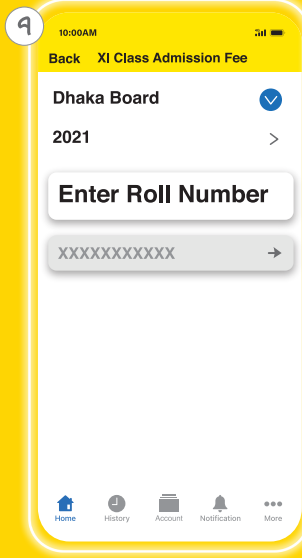 ৭
10:00AM
Back XI Class Admission Fee
Dhaka Board
2021
Enter Roll Number
XXXXXXXXXXX
Home History Account Notification More